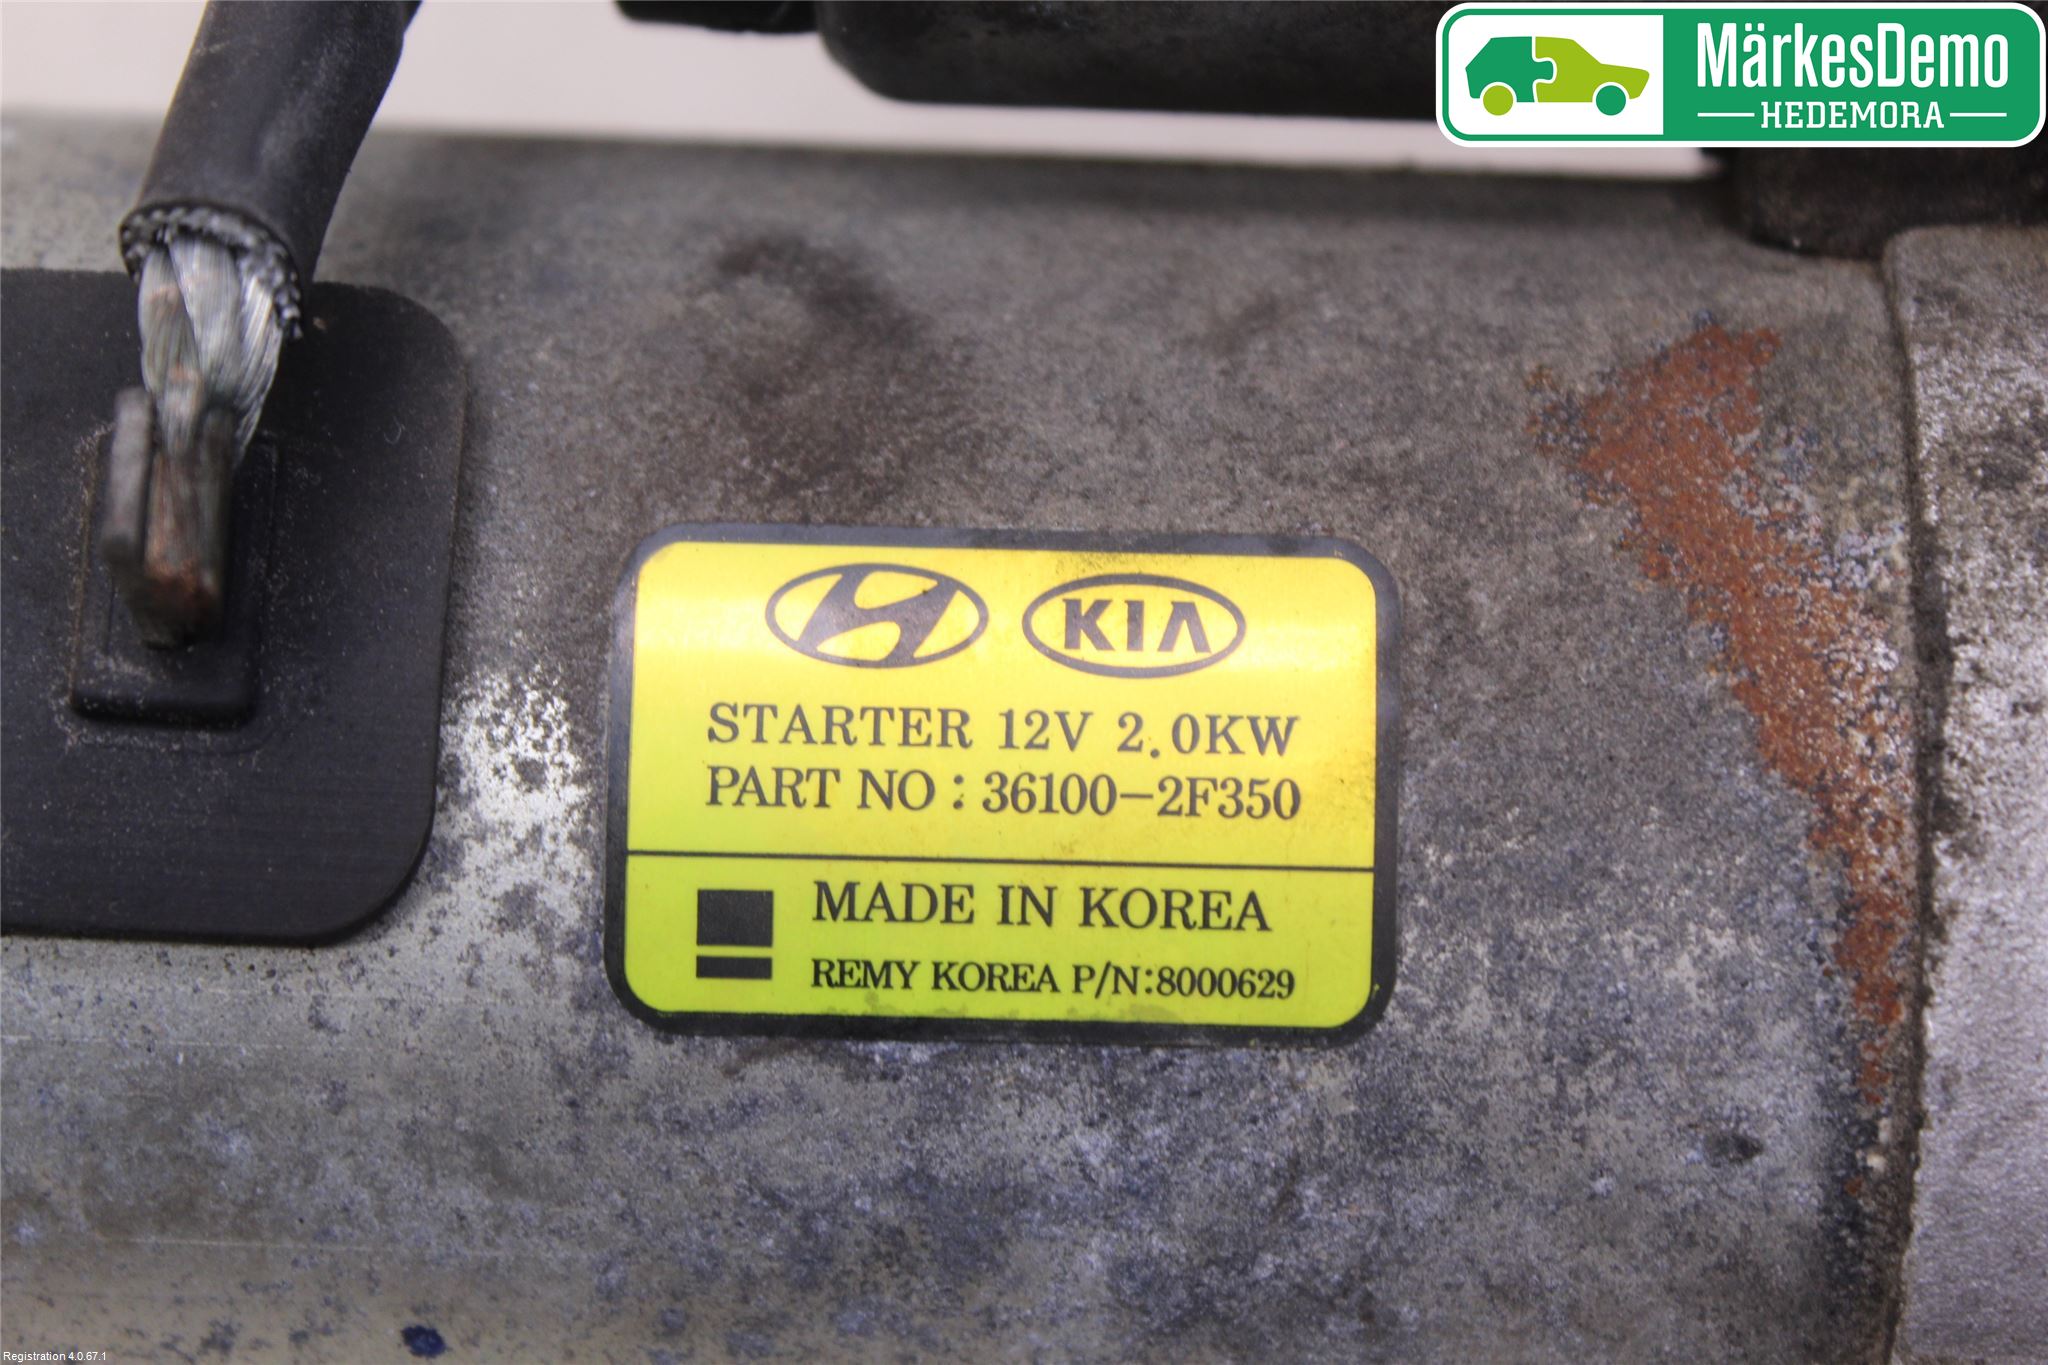 MärkesDemo
HEDEMORA
KIA
STARTER 12V 2.0KW
PART NO : 36100-2F350
MADE IN KOREA
REMY KOREA P/N:8000629
Registration 4.0.67.1